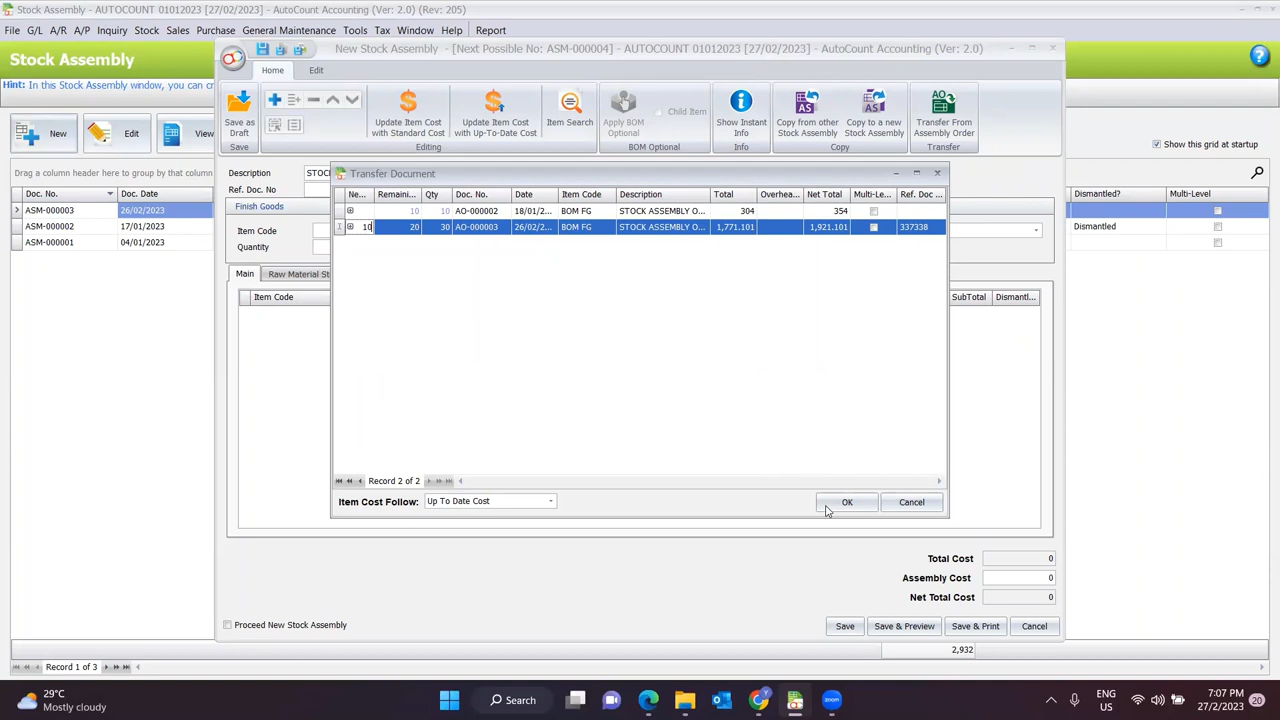 Stock Assembly - AUTOCOUNT 01012023 [27/02/2023] - AutoCount Accounting (Ver: 2.0) (Rev: 205)
File G/L A/R A/P Inquiry Stock Sales Purchase General Maintenance Tools Tax Window Help Report
Stock Assembly
Hint: In this Stock Assembly window, you can cr
New Edit View
Show this grid at startup
Drag a column header here to group by that column
Doc. No. Doc. Date Dismantled? Multi-Level
ASM-000003 26/02/2023
ASM-000002 17/01/2023 Dismantled
ASM-000001 04/01/2023
New Stock Assembly - [Next Possible No: ASM-000004] - AUTOCOUNT 01012023 [27/02/2023] - AutoCount Accounting (Ver: 2.0)
Home Edit
Save as Draft
Update Item Cost with Standard Cost
Update Item Cost with Up-To-Date Cost
Item Search
Apply BOM Optional
Child Item
Show Instant Info
Copy from other Stock Assembly
Copy to a new Stock Assembly
Transfer From Assembly Order
Save Editing BOM Optional Info Copy Transfer
Description STOC
Ref. Doc No
Finish Goods
Item Code
Quantity
Main Raw Material St
Item Code SubTotal Dismantl...
Transfer Document
Ne... Remaini... Qty Doc. No. Date Item Code Description Total Overhea... Net Total Multi-Le... Ref. Doc ...
10 10 AO-000002 18/01/2... BOM FG STOCK ASSEMBLY O... 304 354
10 20 30 AO-000003 26/02/2... BOM FG STOCK ASSEMBLY O... 1,771.101 1,921.101 337338
Record 2 of 2
Item Cost Follow: Up To Date Cost OK Cancel
Total Cost 0
Assembly Cost 0
Net Total Cost 0
Proceed New Stock Assembly Save Save & Preview Save & Print Cancel
2,932
Record 1 of 3
29°C
Mostly cloudy
Search
ENG
US
7:07 PM
27/2/2023
20